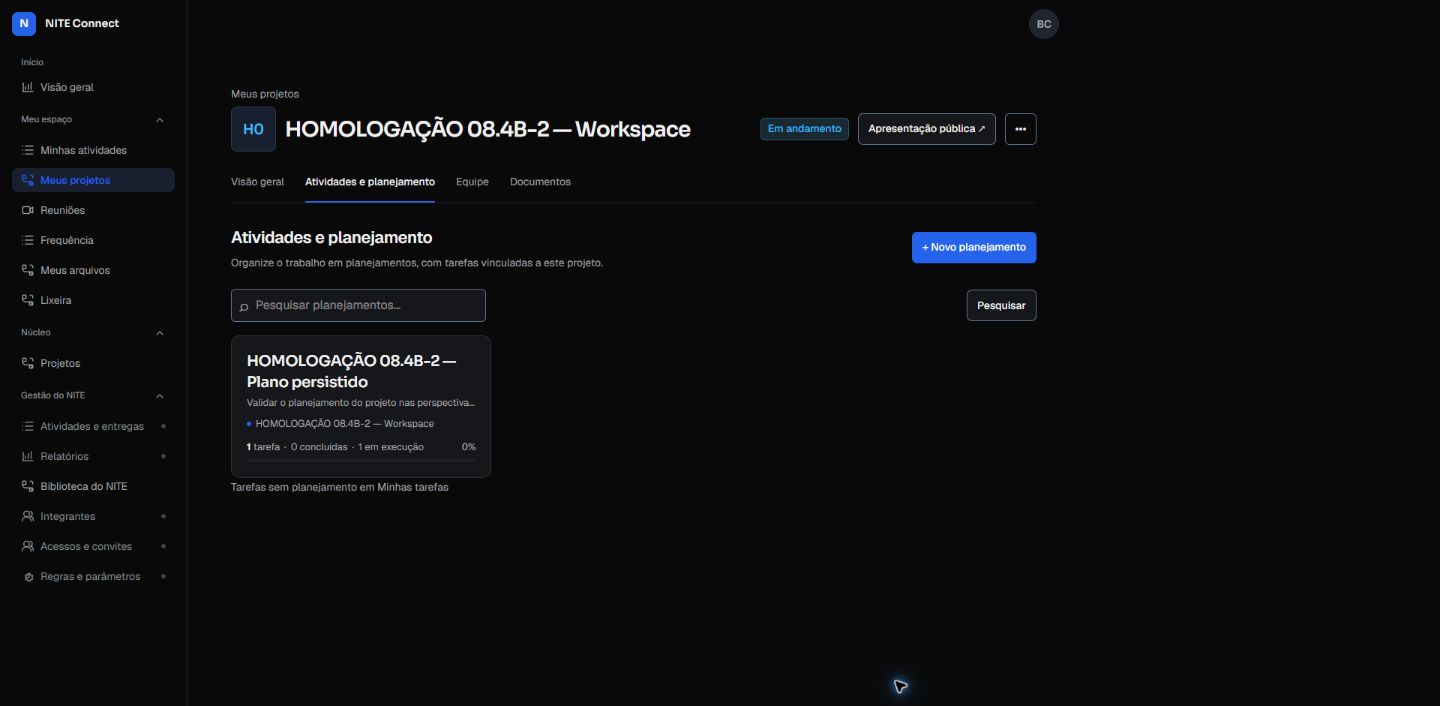 N NITE Connect
BC
Início
Visão geral
Meu espaço
Minhas atividades
Meus projetos
Reuniões
Frequência
Meus arquivos
Lixeira
Núcleo
Projetos
Gestão do NITE
Atividades e entregas
Relatórios
Biblioteca do NITE
Integrantes
Acessos e convites
Regras e parâmetros
Meus projetos
HO HOMOLOGAÇÃO 08.4B-2 — Workspace
Em andamento
Apresentação pública ↗
•••
Visão geral Atividades e planejamento Equipe Documentos
Atividades e planejamento
Organize o trabalho em planejamentos, com tarefas vinculadas a este projeto.
+ Novo planejamento
Pesquisar planejamentos...
Pesquisar
HOMOLOGAÇÃO 08.4B-2 —
Plano persistido
Validar o planejamento do projeto nas perspectiva...
HOMOLOGAÇÃO 08.4B-2 — Workspace
1 tarefa · 0 concluídas · 1 em execução 0%
Tarefas sem planejamento em Minhas tarefas